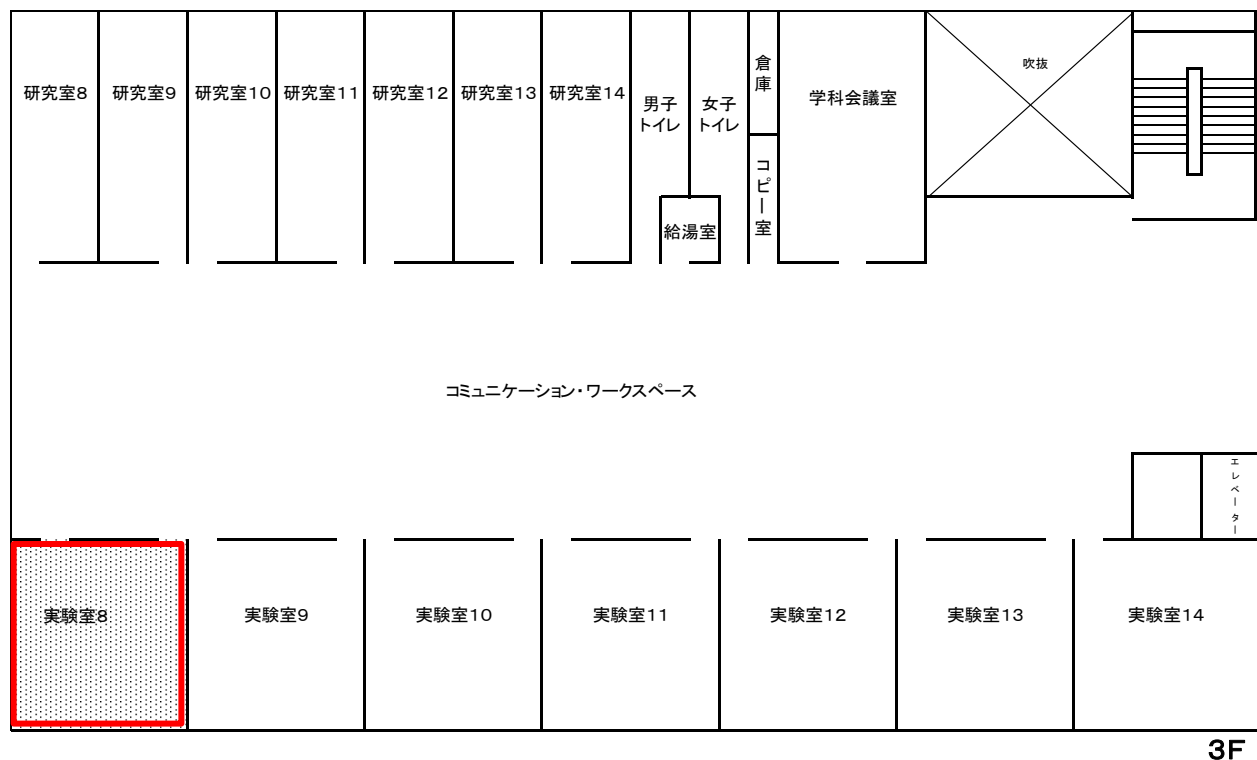 研究室8
研究室9
研究室10
研究室11
研究室12
研究室13
研究室14
男子
トイレ
女子
トイレ
倉庫
コピー室
給湯室
学科会議室
吹抜
コミュニケーション・ワークスペース
エレベーター
実験室8
実験室9
実験室10
実験室11
実験室12
実験室13
実験室14
3F